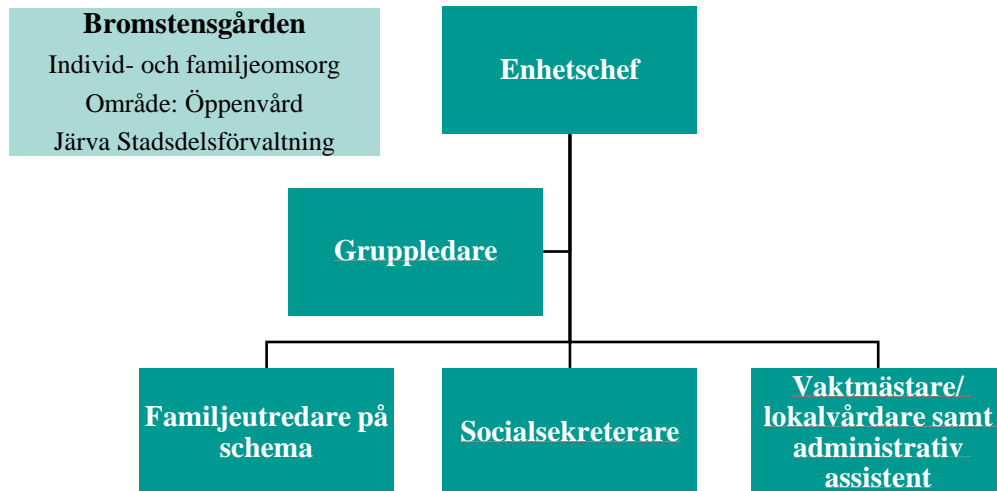 Bromstensgården
Individ- och familjeomsorg
Område: Öppenvård
Järva Stadsdelsförvaltning
Enhetschef
Gruppledare
Familjeutredare på
schema
Socialsekreterare
Vaktmästare/
lokalvårdare samt
administrativ
assistent